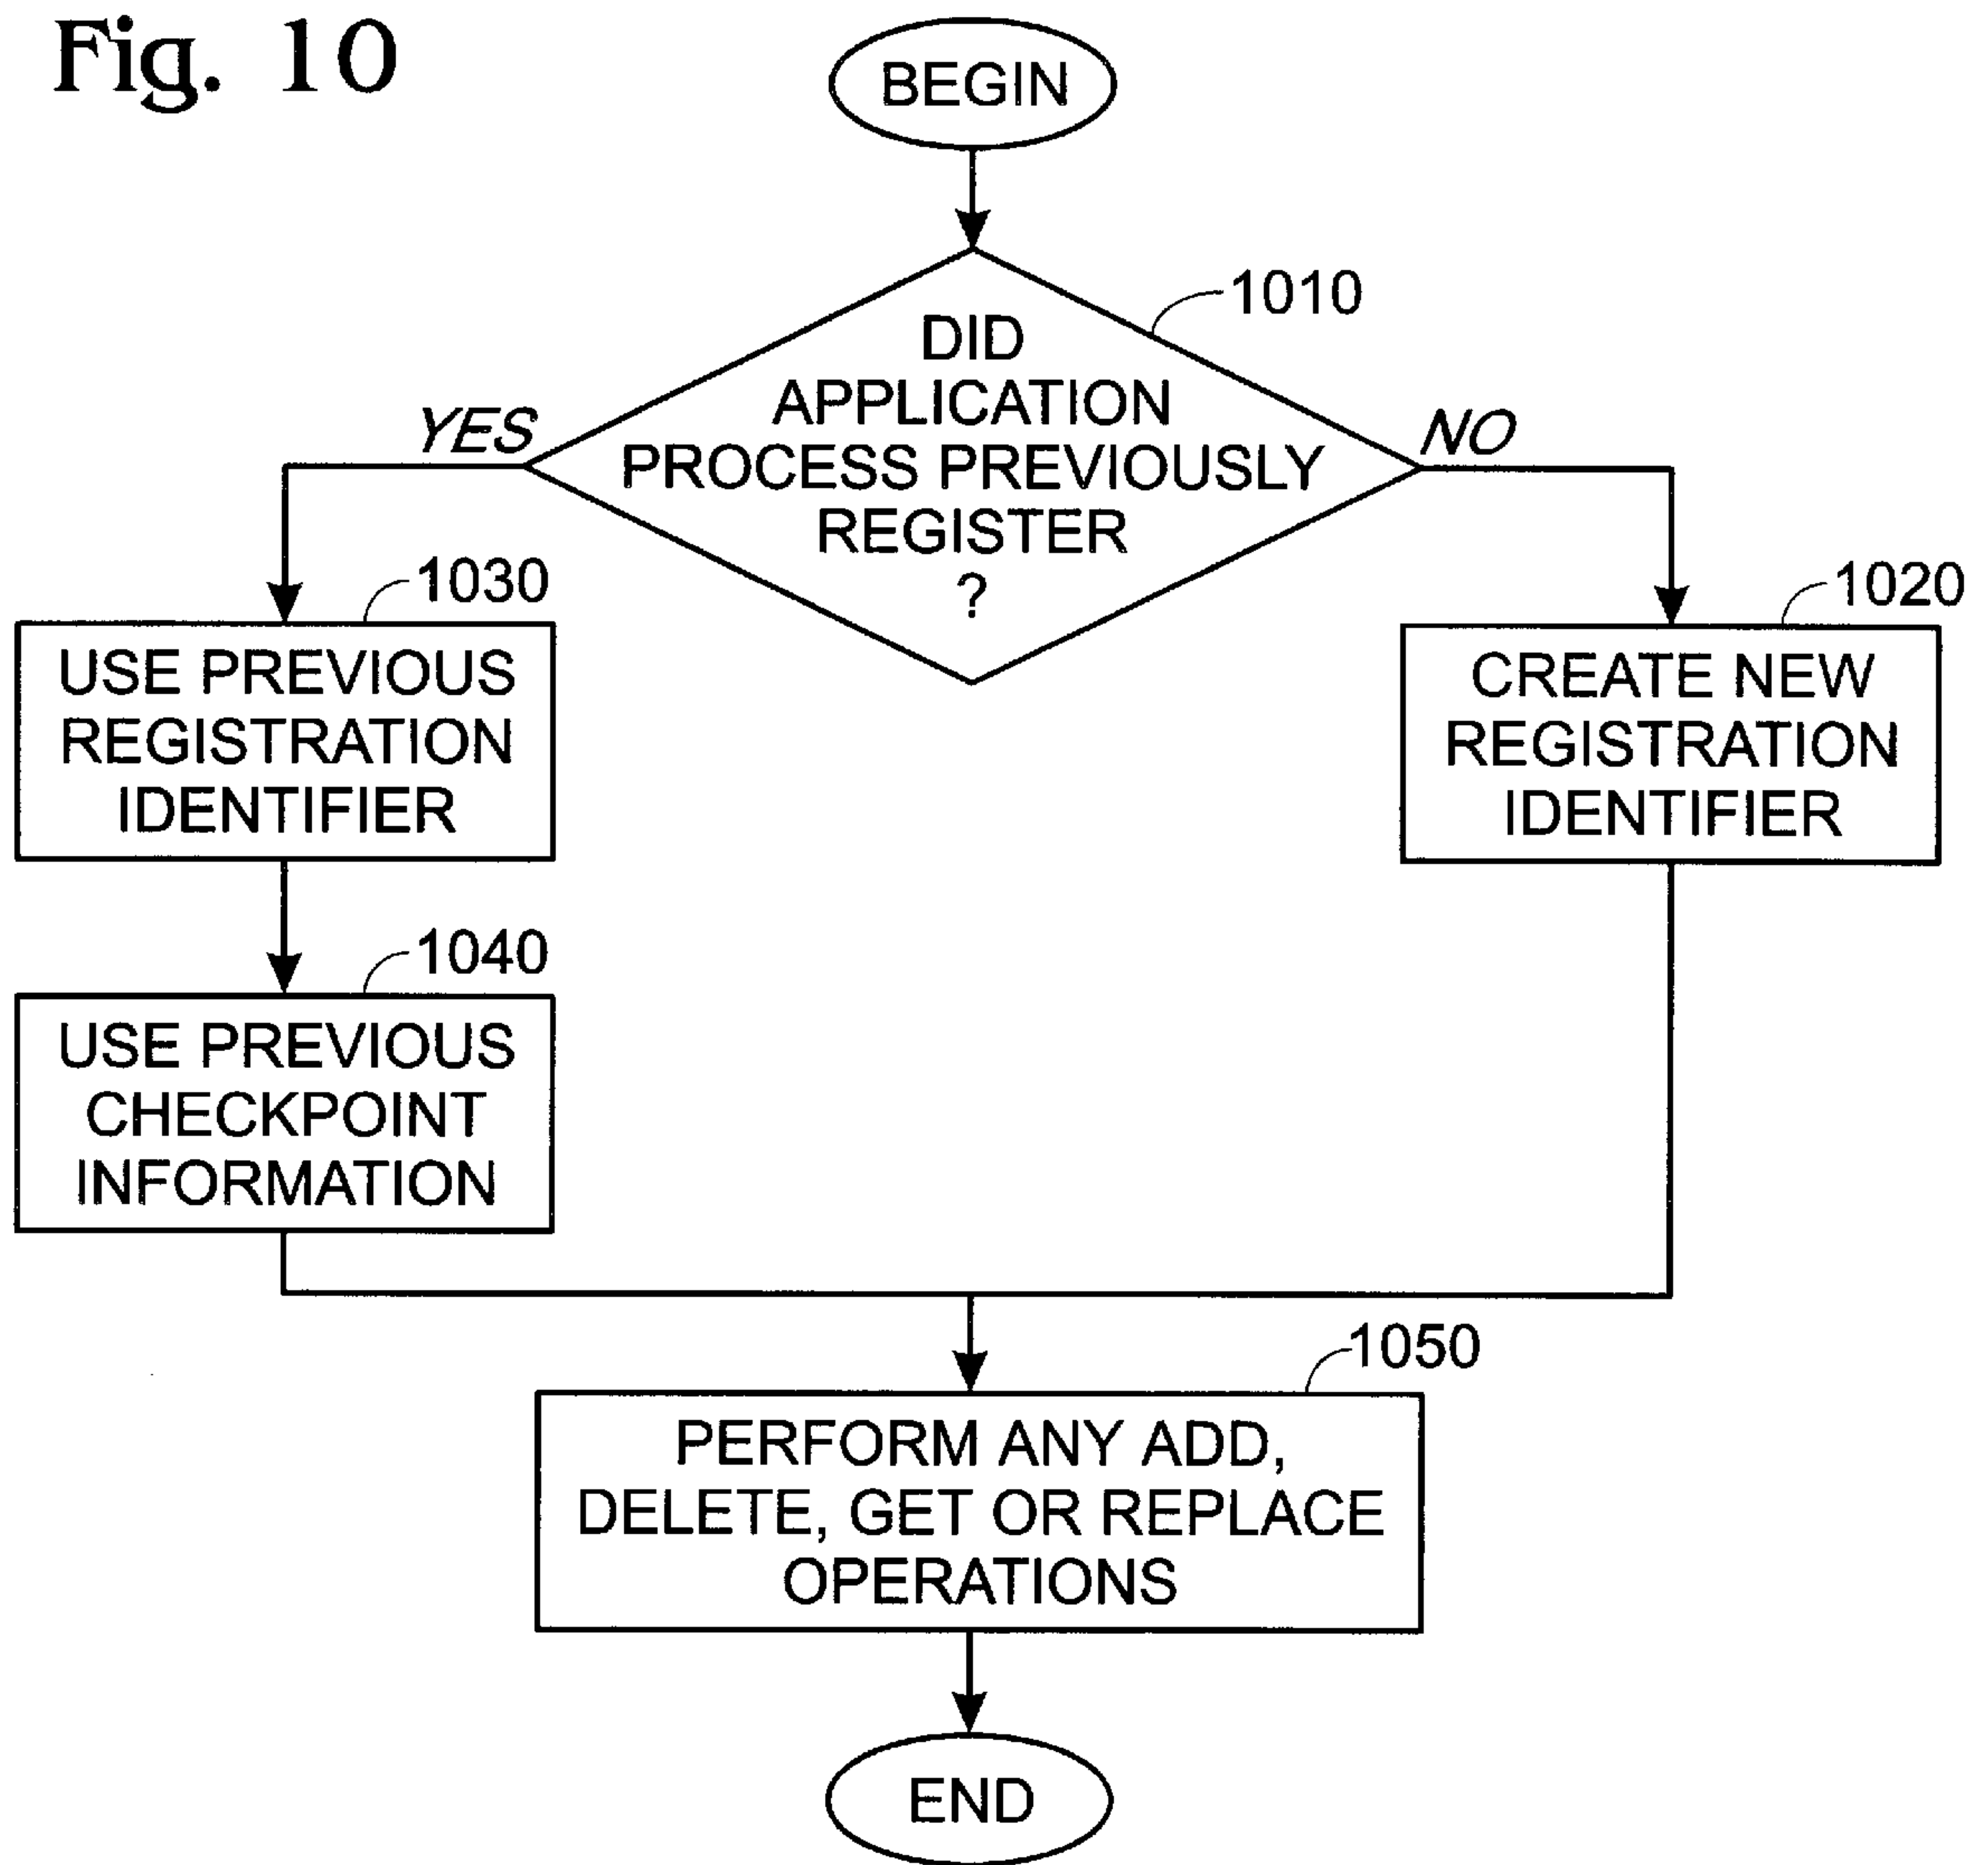 Fig. 10
BEGIN
1010
DID
APPLICATION
PROCESS PREVIOUSLY
REGISTER
?
YES
NO
1030
USE PREVIOUS
REGISTRATION
IDENTIFIER
1020
CREATE NEW
REGISTRATION
IDENTIFIER
1040
USE PREVIOUS
CHECKPOINT
INFORMATION
1050
PERFORM ANY ADD,
DELETE, GET OR REPLACE
OPERATIONS
END